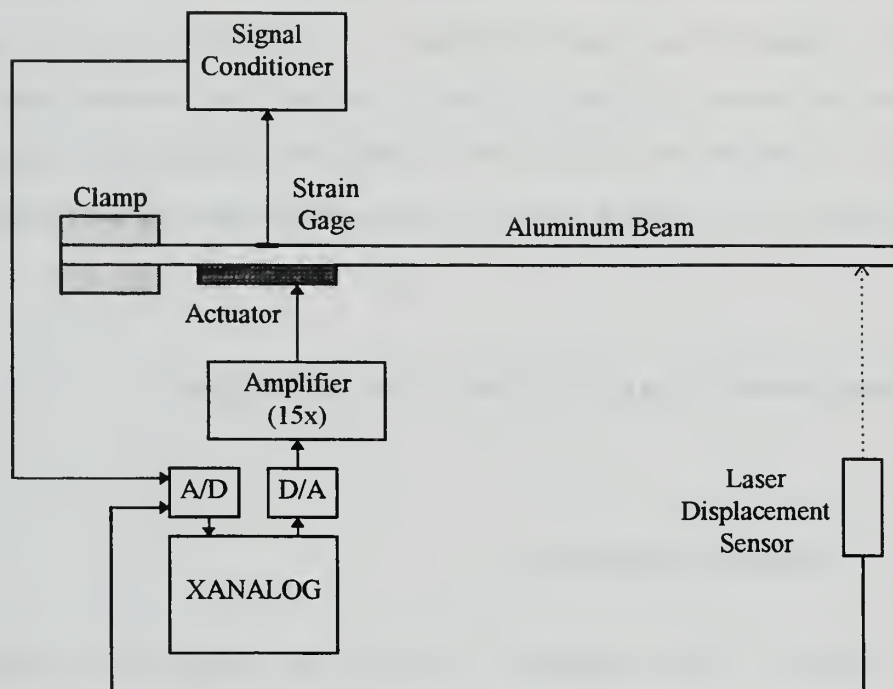 Signal
Conditioner
Clamp
Strain
Gage
Aluminum Beam
Actuator
Amplifier
(15x)
A/D
D/A
Laser
Displacement
Sensor
XANALOG